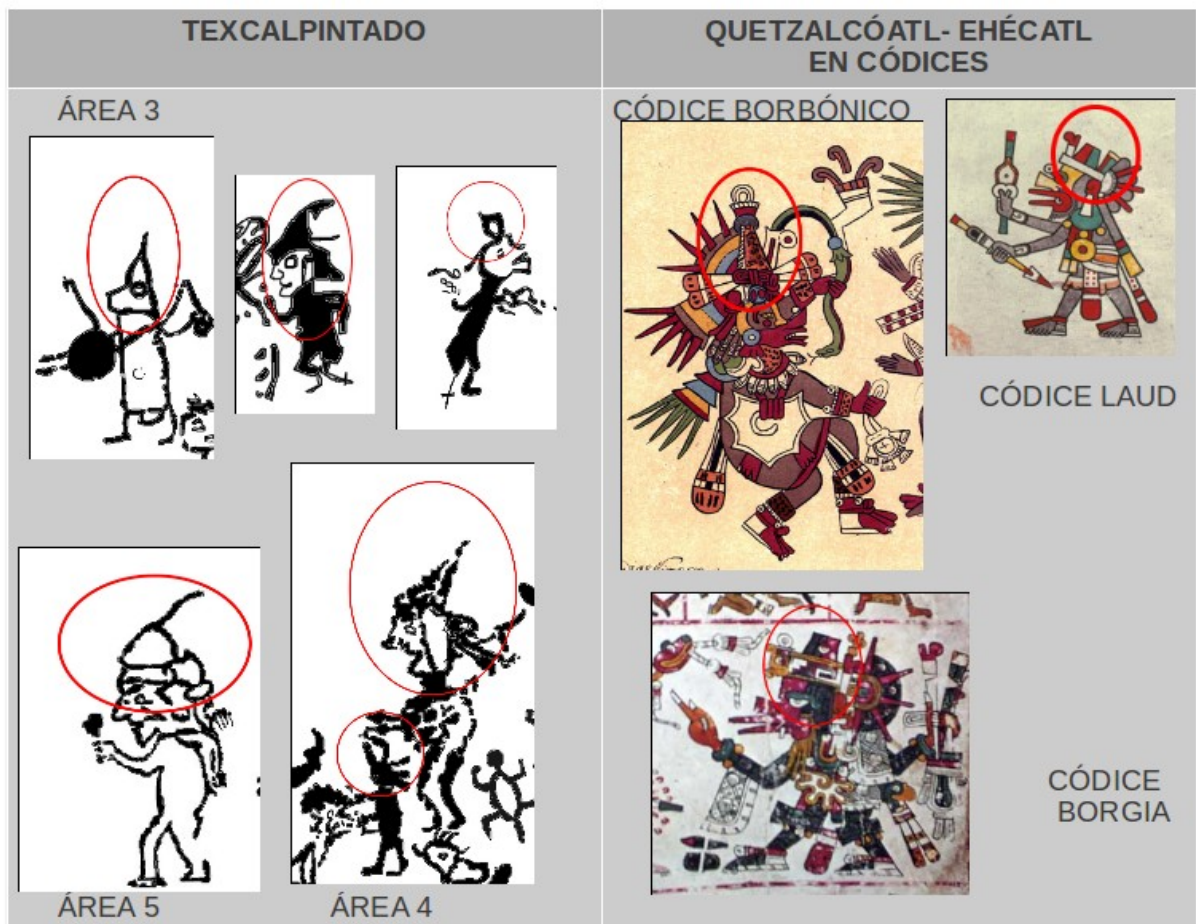 TEXCALPINTADO
QUETZALCÓATL- EHÉCATL
EN CÓDICES
ÁREA 3
CÓDICE BORBÓNICO
CÓDICE LAUD
CÓDICE
BORGIA
ÁREA 5
ÁREA 4